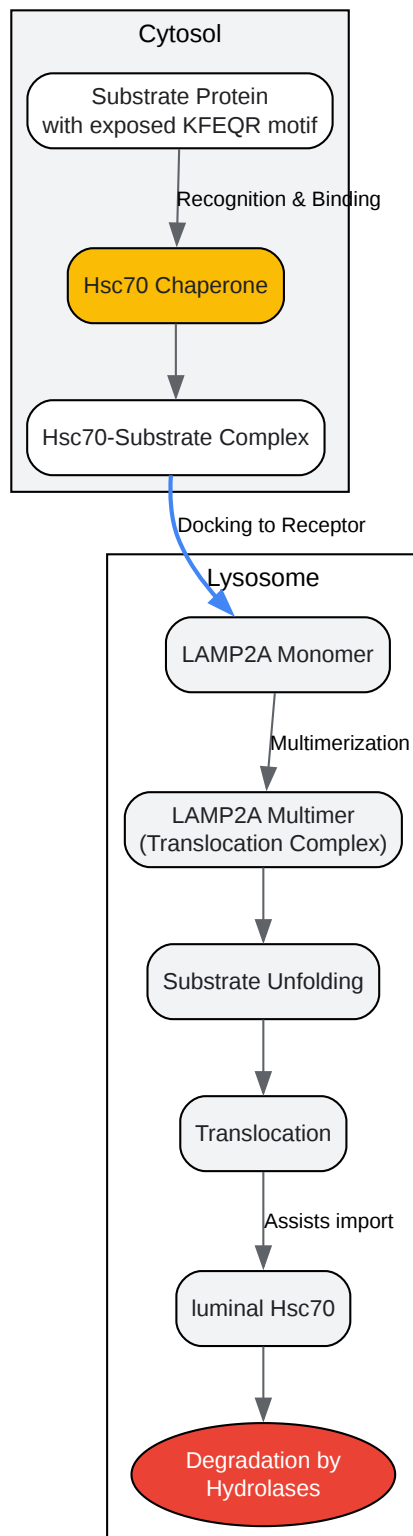 Cytosol
Substrate Protein
with exposed KFEQR motif
Recognition & Binding
Hsc70 Chaperone
Hsc70-Substrate Complex
Docking to Receptor
Lysosome
LAMP2A Monomer
Multimerization
LAMP2A Multimer
(Translocation Complex)
Substrate Unfolding
Translocation
Assists import
luminal Hsc70
Degradation by
Hydrolases